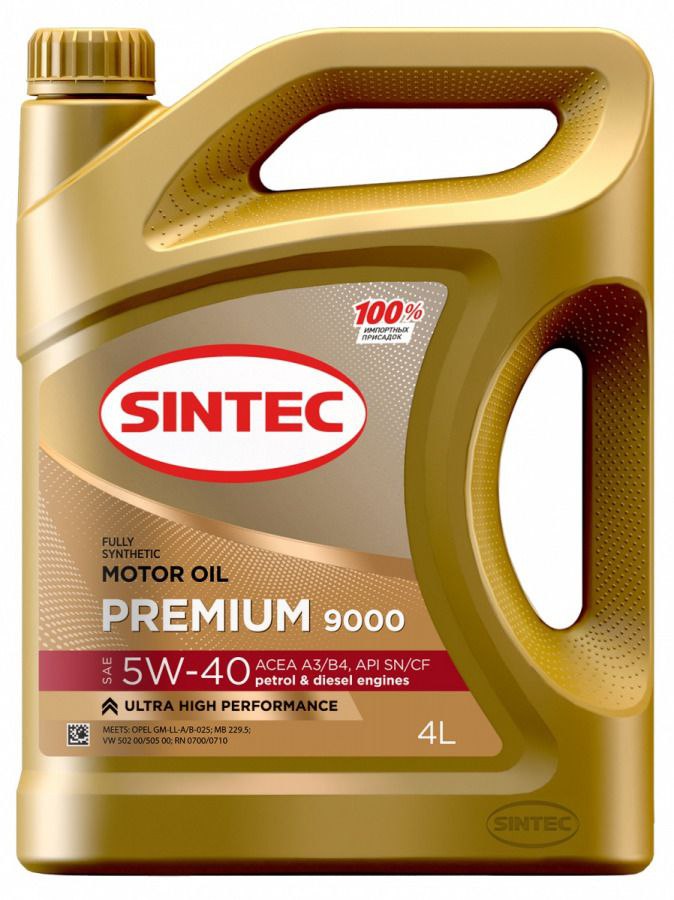 100%
ИМПОРТНЫХ
ПРИСАДОК
SINTEC
FULLY
SYNTHETIC
MOTOR OIL
PREMIUM 9000
SAE 5W-40 ACEA A3/B4, API SN/CF
petrol & diesel engines
ULTRA HIGH PERFORMANCE
MEETS: OPEL GM-LL-A/B-025; MB 229.5;
VW 502 00/505 00; RN 0700/0710
4L
SINTEC